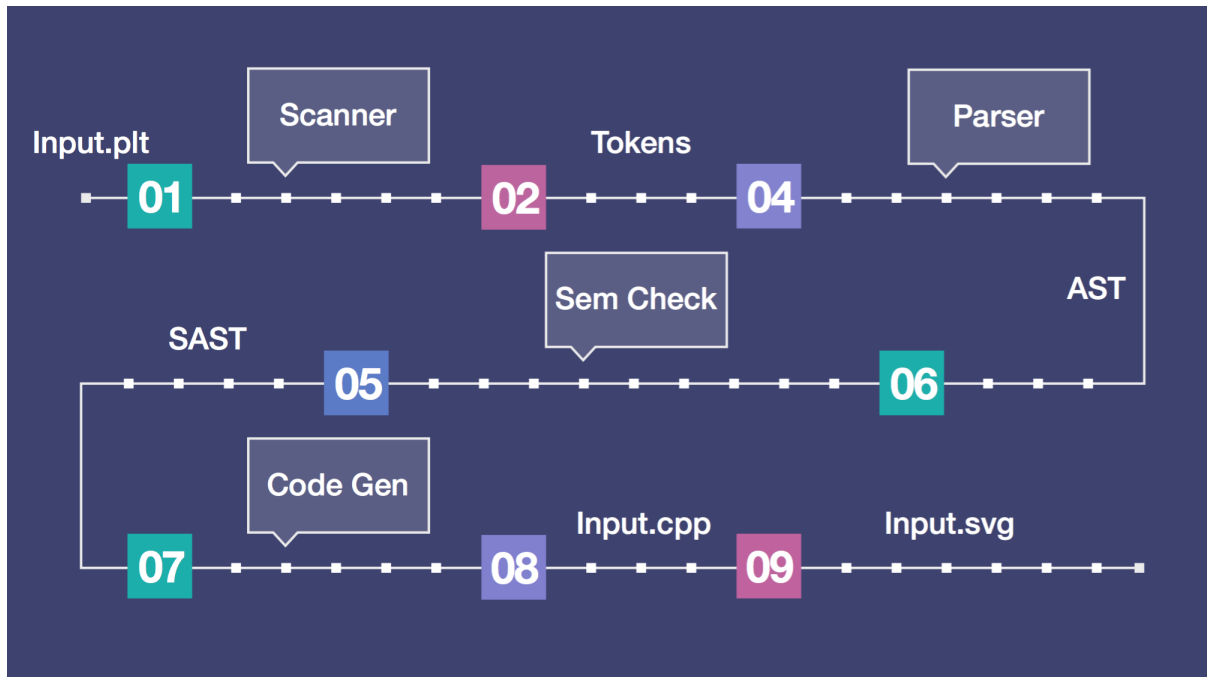 Scanner
Parser
Input.plt
Tokens
01
02
04
Sem Check
AST
SAST
05
06
Code Gen
Input.cpp
Input.svg
07
08
09